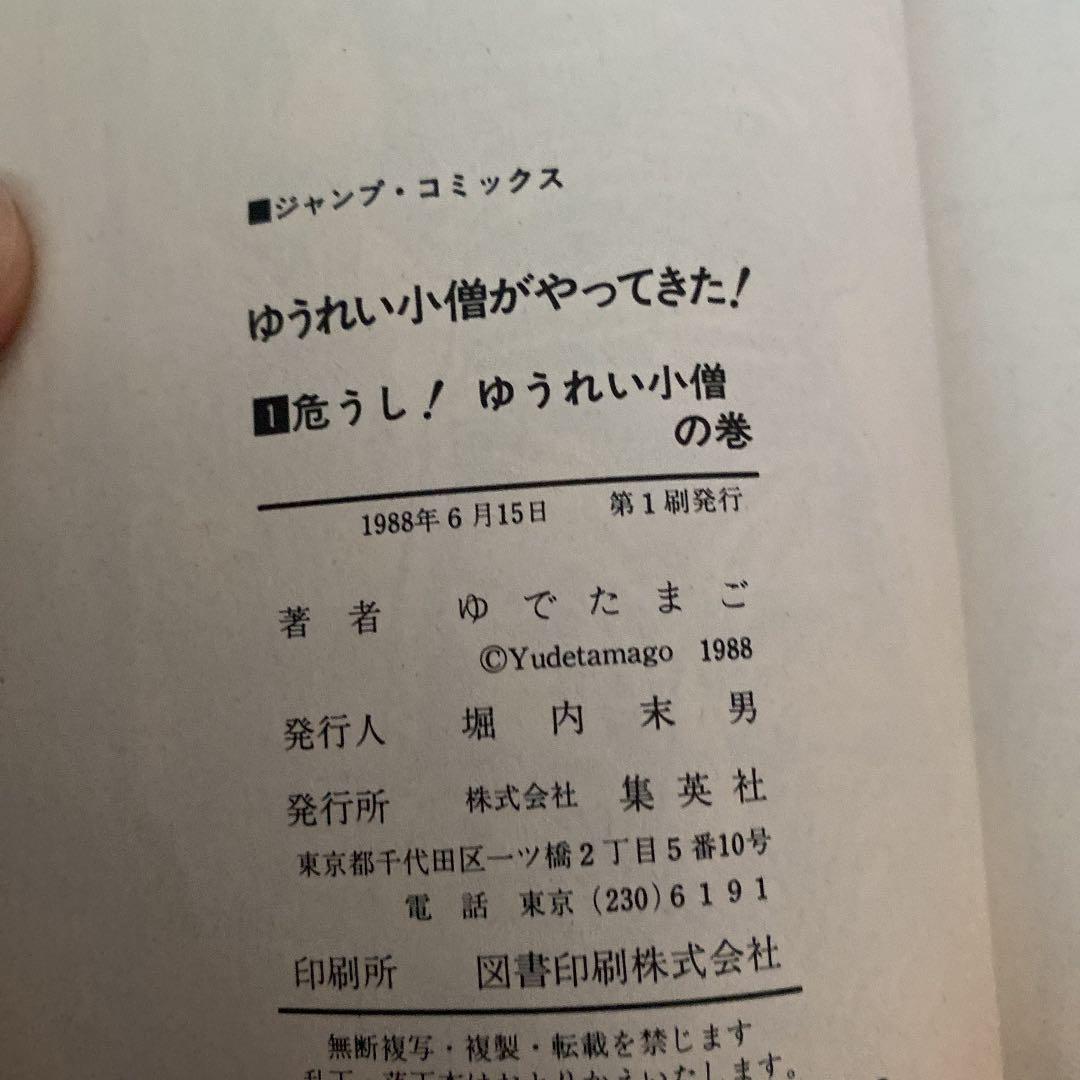 ■ジャンプ・コミックス
ゆうれい小僧がやってきた!
1危うし! ゆうれい小僧
の巻
1988年6月15日 第1刷発行
著者 ゆでたまご
©Yudetamago 1988
発行人 堀内末男
発行所 株式会社 集英社
東京都千代田区一ツ橋2丁目5番10号
電話 東京(230)6191
印刷所 図書印刷株式会社
無断複写・複製・転載を禁じます
いたします。